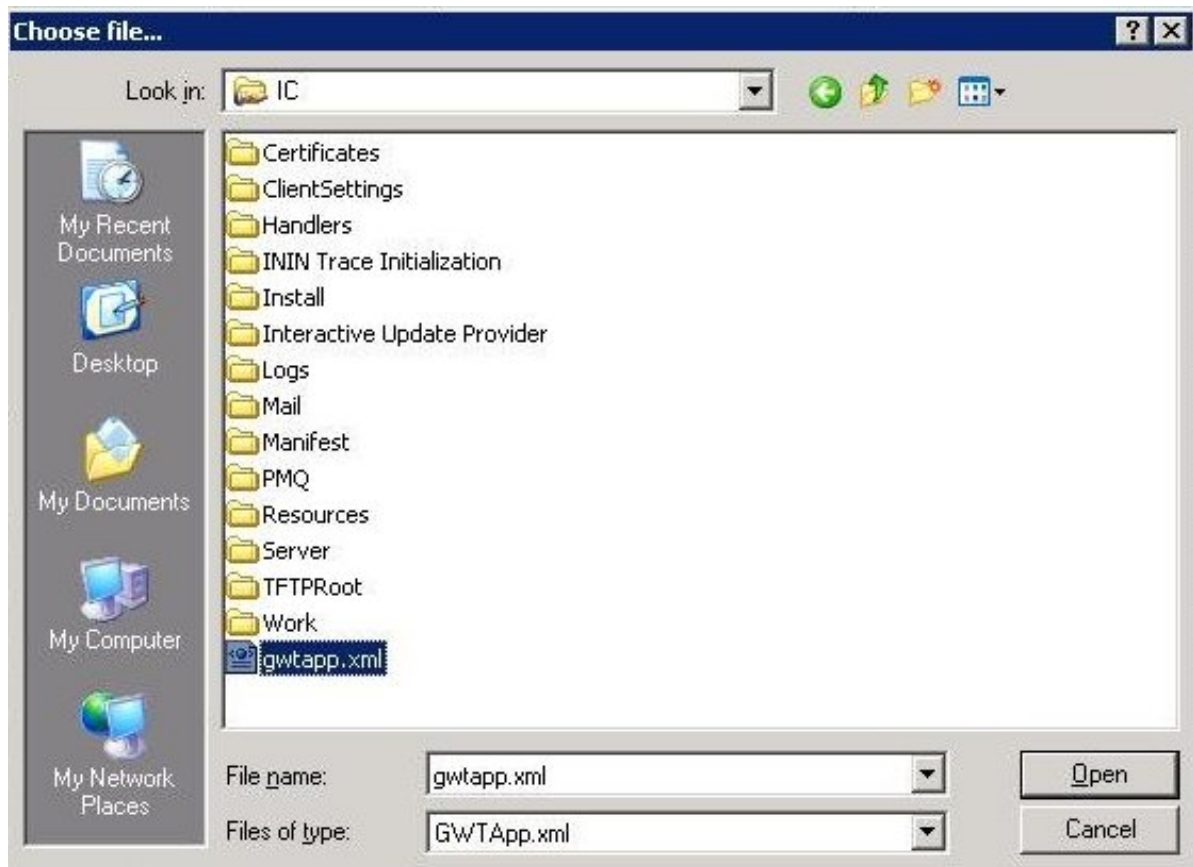 Choose file...
Look in:
IC
My Recent
Documents
Desktop
My Documents
My Computer
My Network
Places
Certificates
ClientSettings
Handlers
ININ Trace Initialization
Install
Interactive Update Provider
Logs
Mail
Manifest
PMQ
Resources
Server
TFTPRoot
Work
gwtapp.xml
File name:
gwtapp.xml
Open
Files of type:
GWTApp.xml
Cancel